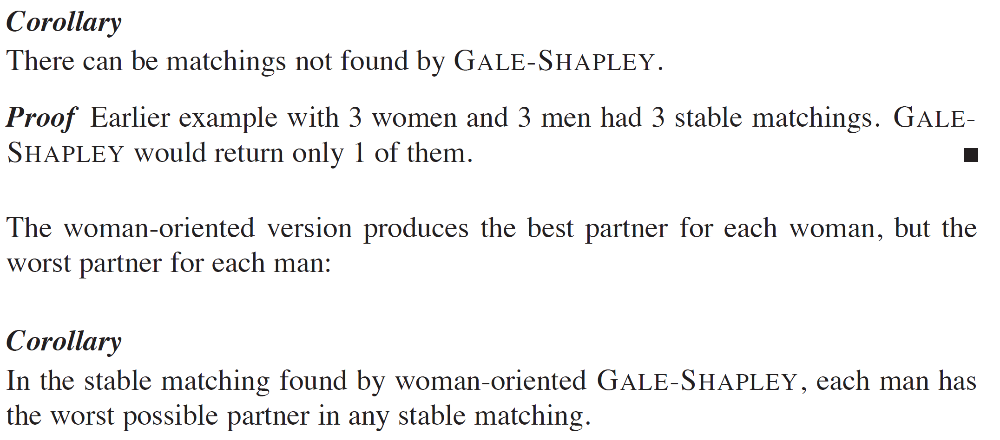 Corollary
There can be matchings not found by GALE-SHAPLEY.
Proof Earlier example with 3 women and 3 men had 3 stable matchings. GALE-
SHAPLEY would return only 1 of them. ■
The woman-oriented version produces the best partner for each woman, but the
worst partner for each man:
Corollary
In the stable matching found by woman-oriented GALE-SHAPLEY, each man has
the worst possible partner in any stable matching.